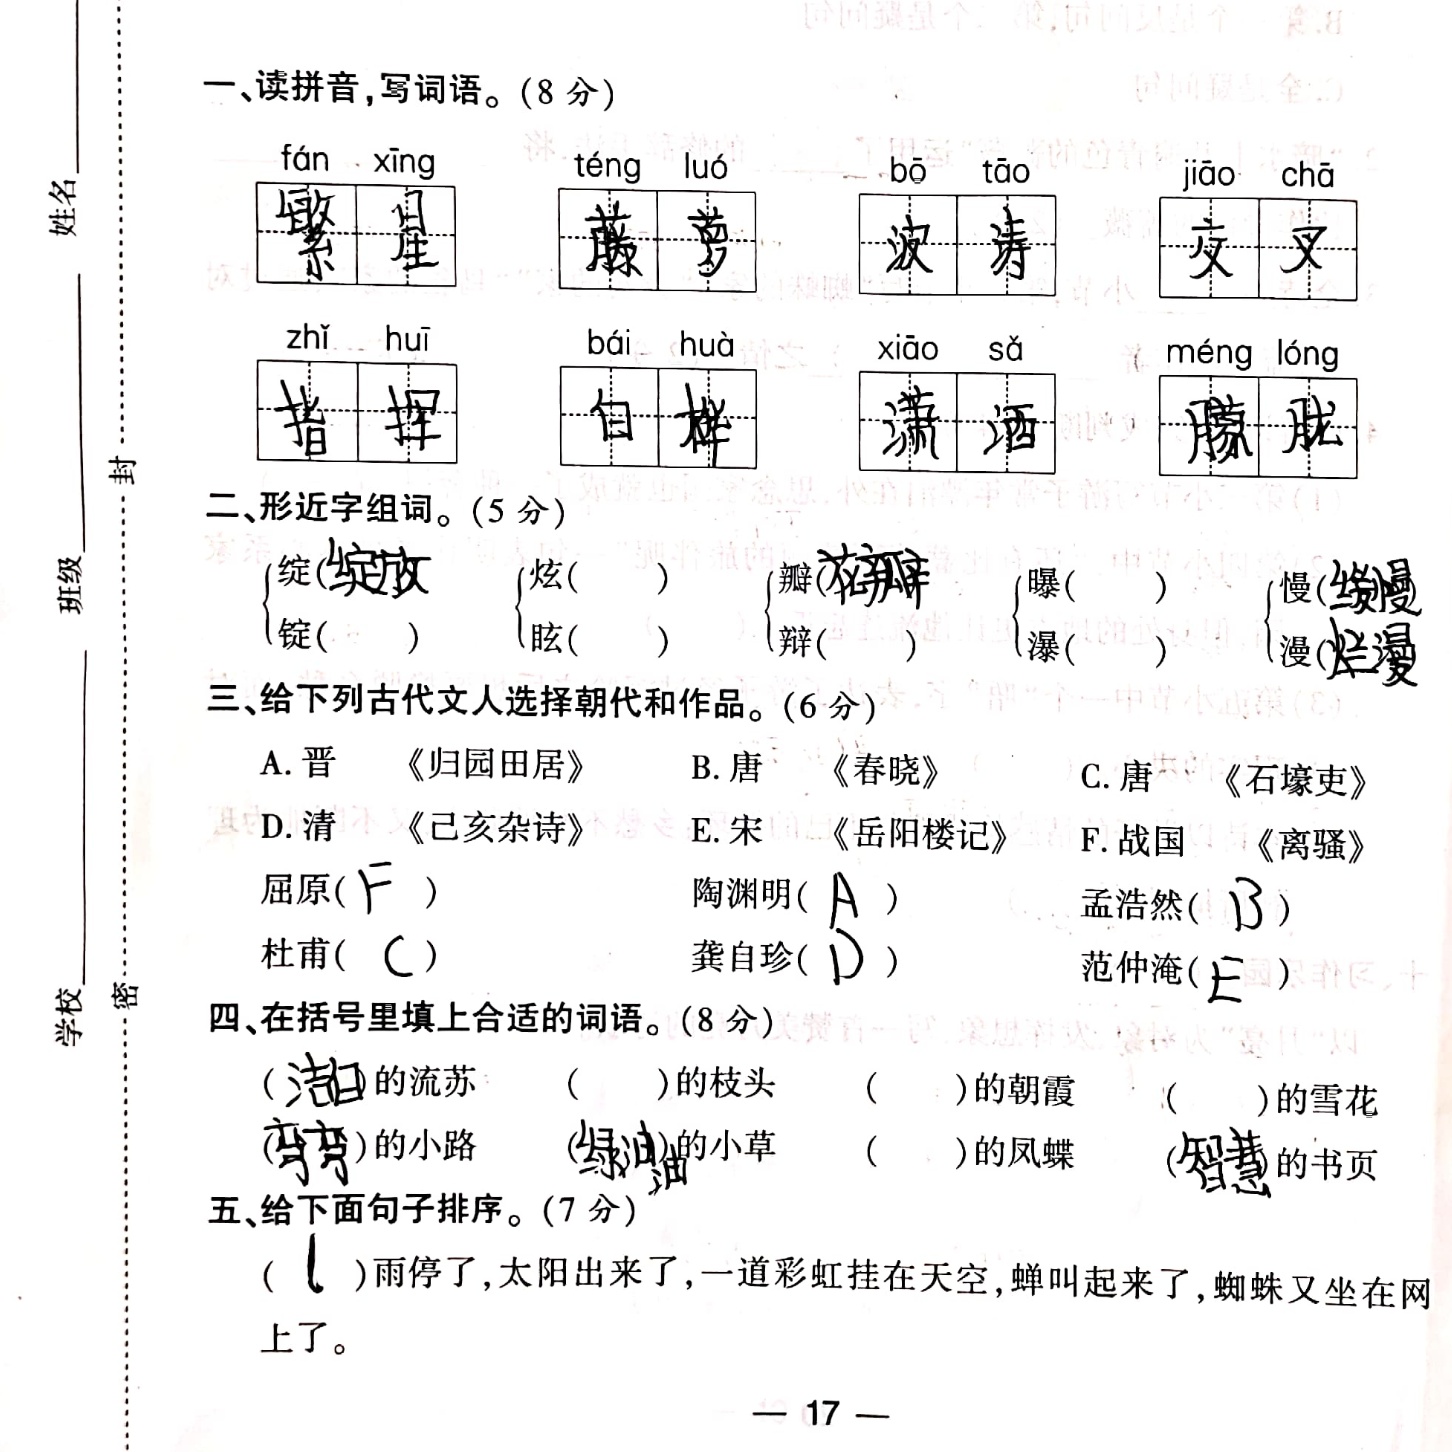 姓名
班级
学校
封
密
一、读拼音,写词语。(8 分)
fán xīng téng luó bō tāo jiāo chā
繁星 藤萝 波涛 交叉
zhǐ huī bái huà xiāo sǎ méng lóng
指挥 白桦 潇洒 朦胧
二、形近字组词。(5 分)
绽(绽放) 炫( ) 瓣(花瓣) 曝( ) 慢(缓慢)
锭( ) 眩( ) 辩( ) 瀑( ) 漫(烂漫)
三、给下列古代文人选择朝代和作品。(6 分)
A. 晋 《归园田居》 B. 唐 《春晓》 C. 唐 《石壕吏》
D. 清 《己亥杂诗》 E. 宋 《岳阳楼记》 F. 战国 《离骚》
屈原( F ) 陶渊明( A ) 孟浩然( B )
杜甫( C ) 龚自珍( D ) 范仲淹( E )
四、在括号里填上合适的词语。(8 分)
(洁白)的流苏 ( )的枝头 ( )的朝霞 ( )的雪花
(弯弯)的小路 (绿油油)的小草 ( )的凤蝶 (智慧)的书页
五、给下面句子排序。(7 分)
( 1 )雨停了,太阳出来了,一道彩虹挂在天空,蝉叫起来了,蜘蛛又坐在网
上了。
— 17 —